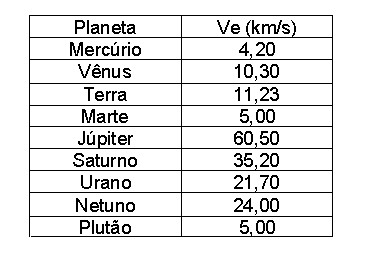 Planeta Ve (km/s)
Mercúrio 4,20
Vênus 10,30
Terra 11,23
Marte 5,00
Júpiter 60,50
Saturno 35,20
Urano 21,70
Netuno 24,00
Plutão 5,00